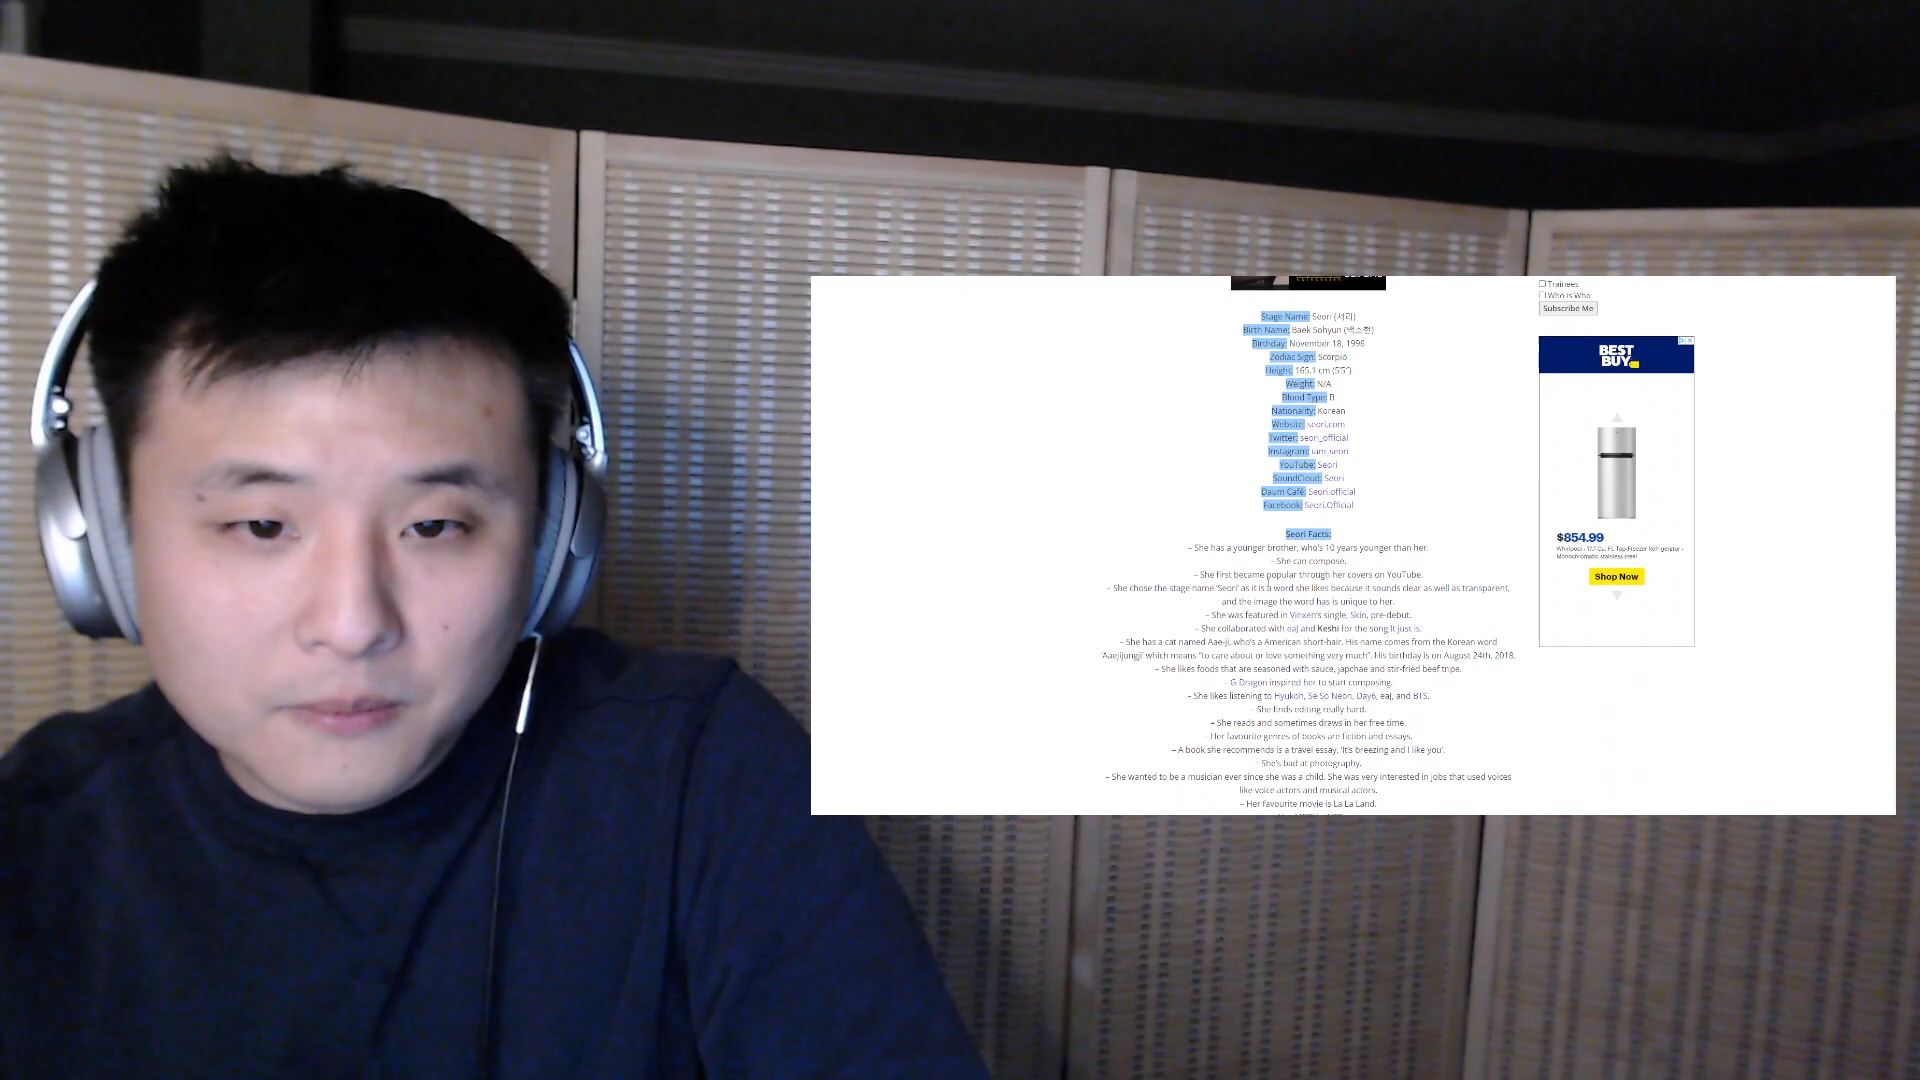 Trainees
Who is Who
Subscribe Me
Stage Name: Seori (서리)
Birth Name: Baek Sohyun (백소현)
Birthday: November 18, 1996
Zodiac Sign: Scorpio
Height: 165.1 cm (5'5")
Weight: N/A
Blood Type: B
Nationality: Korean
Website: seori.com
Twitter: seori_official
Instagram: iam_seori
YouTube: Seori
SoundCloud: Seori
Daum Café: Seori.official
Facebook: Seori.Official
Seori Facts:
– She has a younger brother, who's 10 years younger than her.
– She can compose.
– She first became popular through her covers on YouTube.
– She chose the stage name 'Seori' as it is a word she likes because it sounds clear as well as transparent,
and the image the word has is unique to her.
– She was featured in Vinxen's single, Skin, pre-debut.
– She collaborated with eaJ and Keshi for the song It just is.
– She has a cat named Aae-ji, who's a American short-hair. His name comes from the Korean word
'Aaejijungji' which means "to care about or love something very much". His birthday is on August 24th, 2018.
– She likes foods that are seasoned with sauce, japchae and stir-fried beef tripe.
– G-Dragon inspired her to start composing.
– She likes listening to Hyukoh, Se So Neon, Day6, eaJ, and BTS.
– She finds editing really hard.
– She reads and sometimes draws in her free time.
– Her favourite genres of books are fiction and essays.
– A book she recommends is a travel essay, 'It's breezing and I like you'.
– She's bad at photography.
– She wanted to be a musician ever since she was a child. She was very interested in jobs that used voices
like voice actors and musical actors.
– Her favourite movie is La La Land.
BEST
BUY
$854.99
Whirlpool - 17.7 Cu. Ft. Top-Freezer Refrigerator -
Monochromatic stainless steel
Shop Now